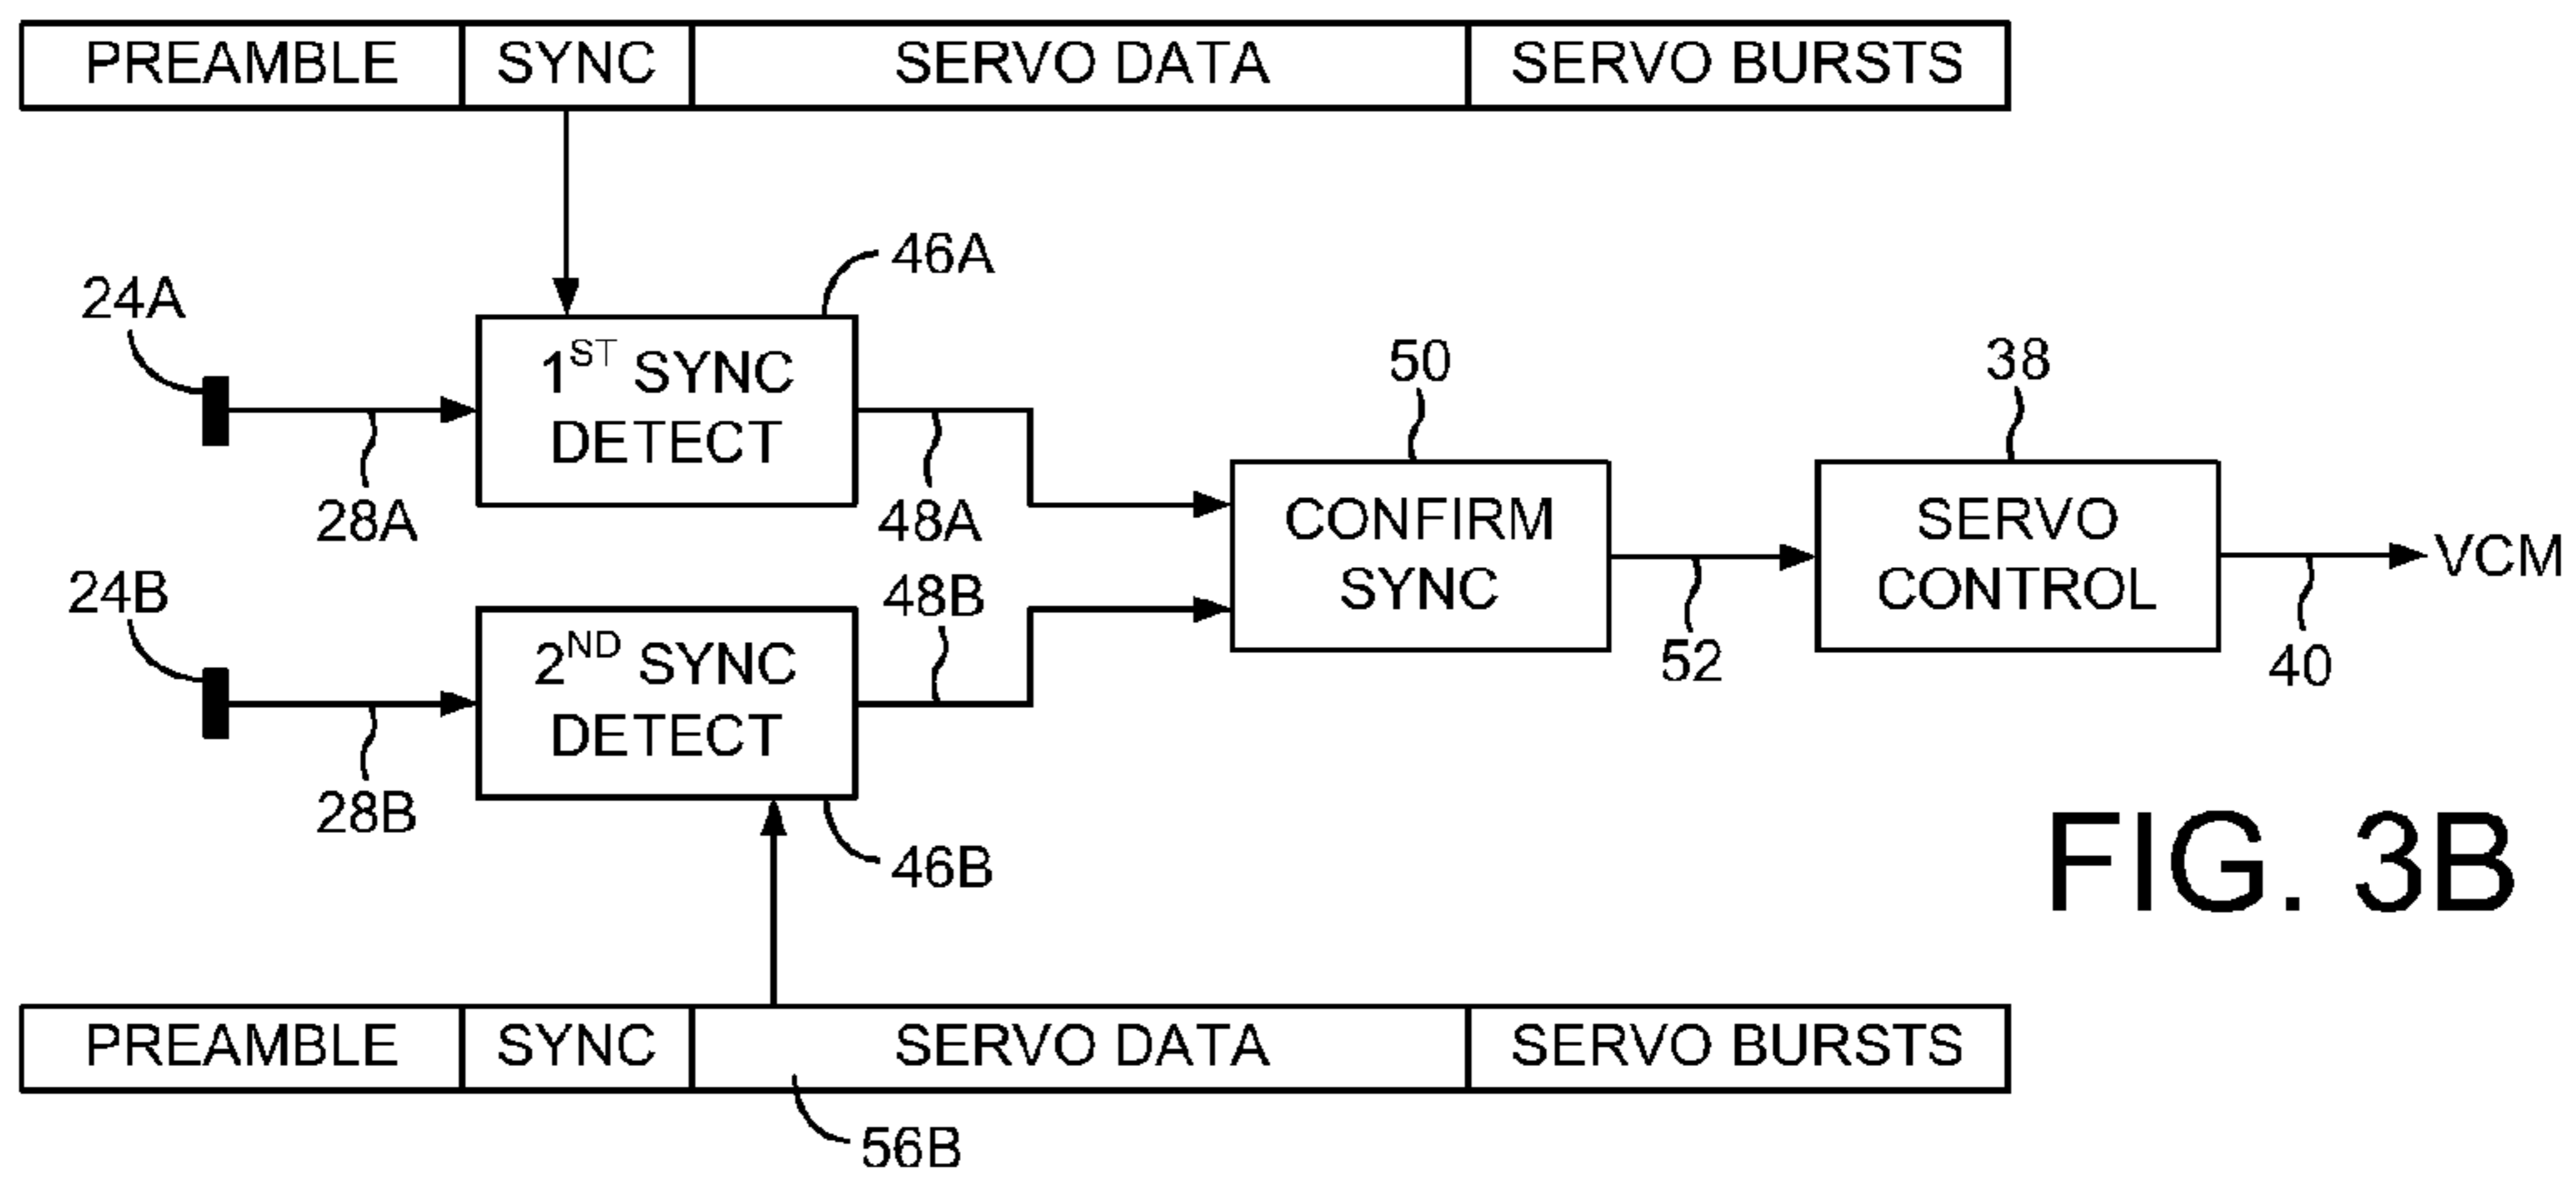 PREAMBLE SYNC SERVO DATA SERVO BURSTS
46A
24A
1ST SYNC
DETECT
28A
48A
50
38
CONFIRM
SYNC
SERVO
CONTROL
VCM
52
40
24B
48B
2ND SYNC
DETECT
28B
46B
FIG. 3B
PREAMBLE SYNC SERVO DATA SERVO BURSTS
56B